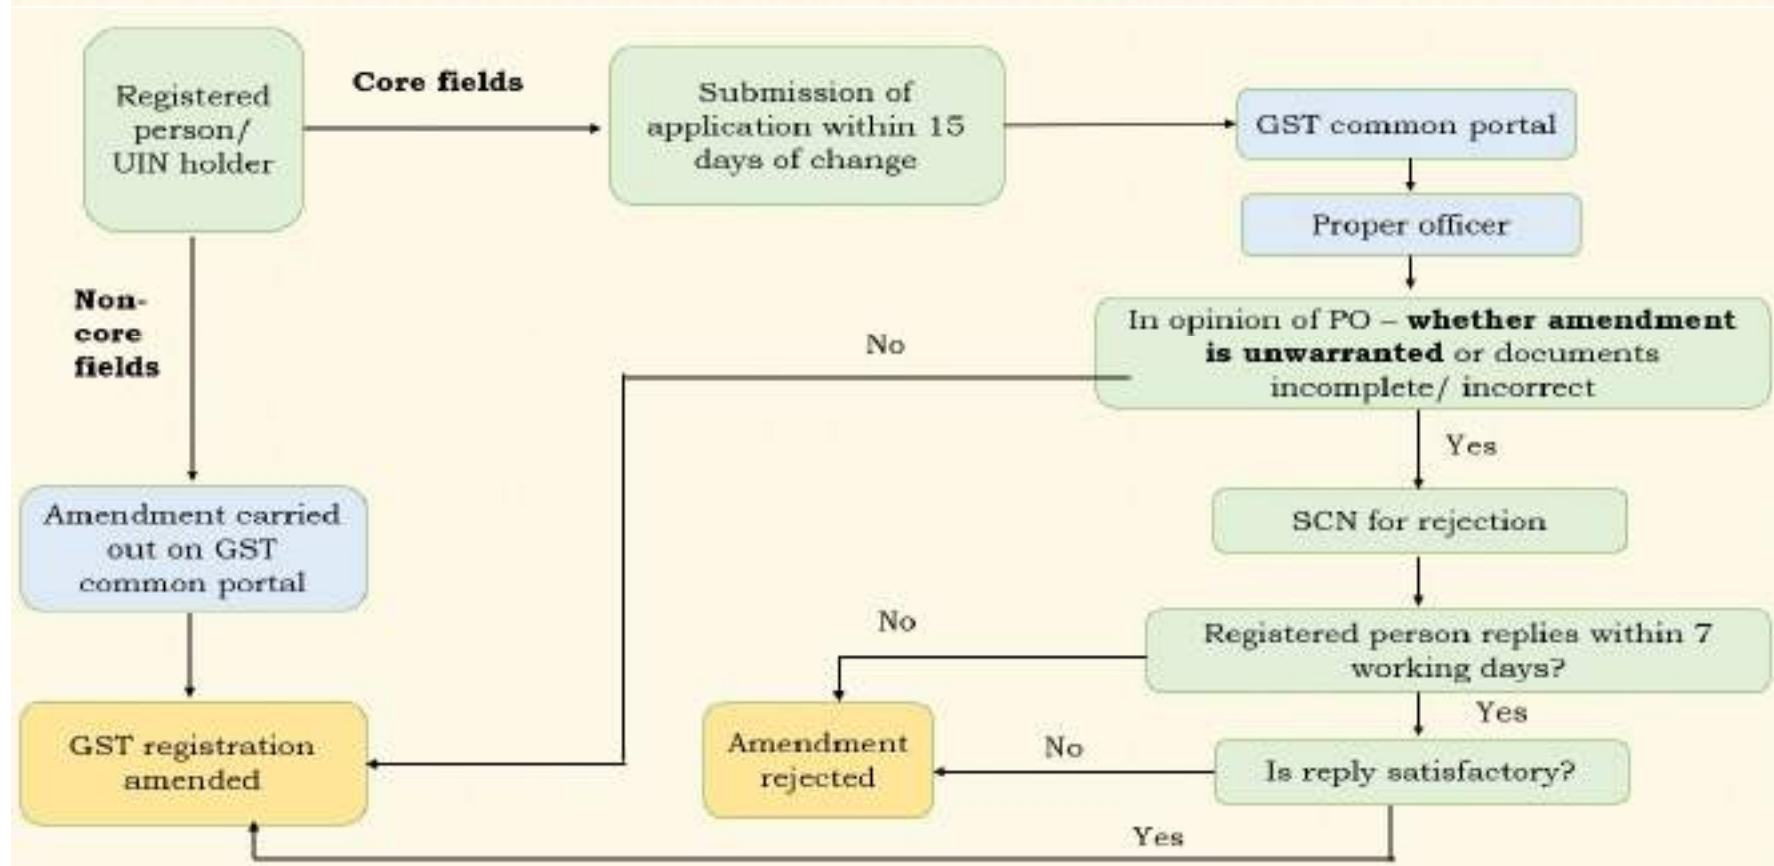 Registered
person/
UIN holder
Core fields
Submission of
application within 15
days of change
GST common portal
Proper officer
In opinion of PO – whether amendment
is unwarranted or documents
incomplete/ incorrect
No
Yes
SCN for rejection
Registered person replies within 7
working days?
No
Yes
Is reply satisfactory?
No
Amendment
rejected
Yes
Non-
core
fields
Amendment carried
out on GST
common portal
GST registration
amended